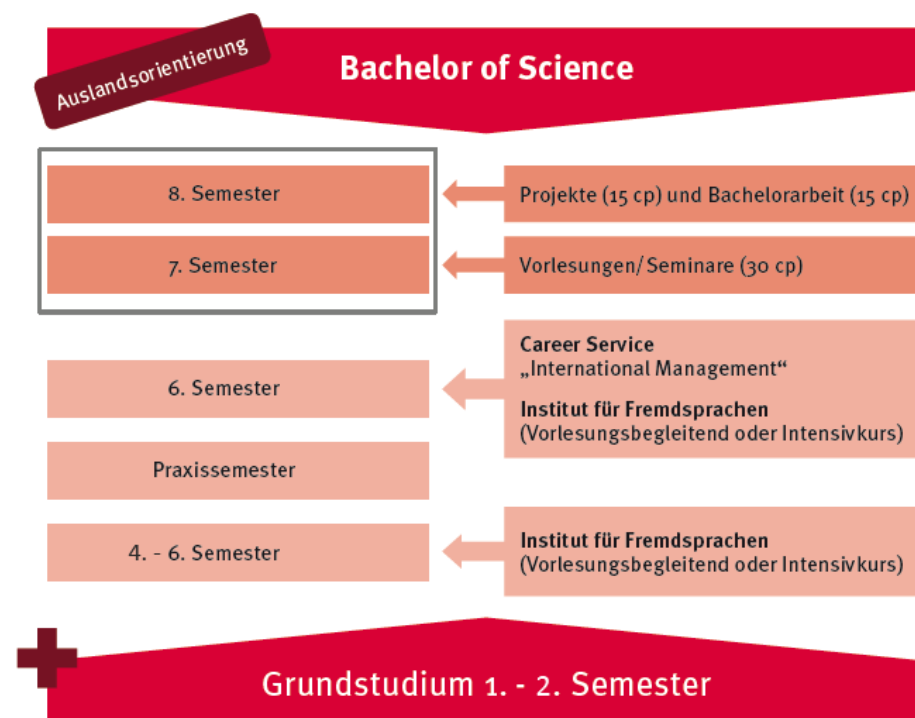 Auslandsorientierung
Bachelor of Science
8. Semester
Projekte (15 cp) und Bachelorarbeit (15 cp)
7. Semester
Vorlesungen/Seminare (30 cp)
6. Semester
Career Service
„International Management“
Institut für Fremdsprachen
(Vorlesungsbegleitend oder Intensivkurs)
Praxissemester
4. - 6. Semester
Institut für Fremdsprachen
(Vorlesungsbegleitend oder Intensivkurs)
Grundstudium 1. - 2. Semester